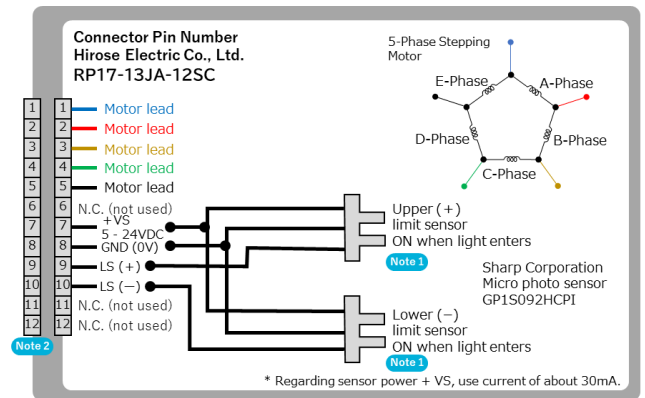 Connector Pin Number
Hirose Electric Co., Ltd.
RP17-13JA-12SC
5-Phase Stepping
Motor
E-Phase
A-Phase
D-Phase
B-Phase
C-Phase
1 1 Motor lead
2 2 Motor lead
3 3 Motor lead
4 4 Motor lead
5 5 Motor lead
6 6 N.C. (not used)
7 7 +VS
5 - 24VDC
8 8 GND (0V)
9 9 LS (+)
10 10 LS (−)
11 11 N.C. (not used)
12 12 N.C. (not used)
Note 2
Upper (+)
limit sensor
ON when light enters
Note 1
Sharp Corporation
Micro photo sensor
GP1S092HCPI
Lower (−)
limit sensor
ON when light enters
Note 1
* Regarding sensor power + VS, use current of about 30mA.